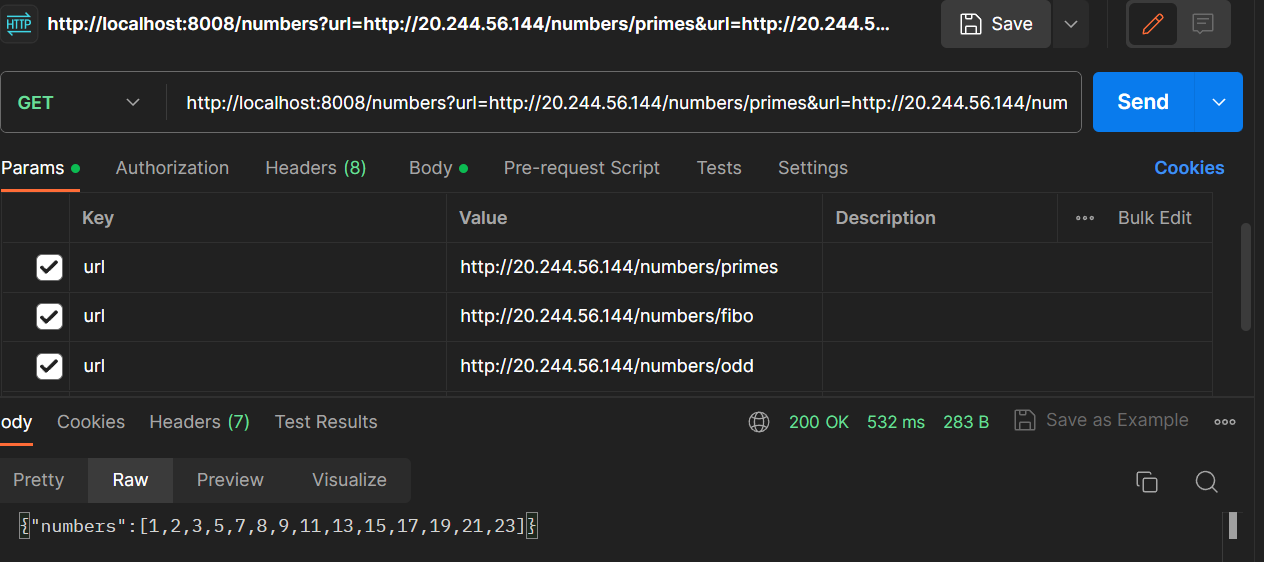 HTTP http://localhost:8008/numbers?url=http://20.244.56.144/numbers/primes&url=http://20.244.5... Save
GET http://localhost:8008/numbers?url=http://20.244.56.144/numbers/primes&url=http://20.244.56.144/num Send
Params Authorization Headers (8) Body Pre-request Script Tests Settings Cookies
Key Value Description Bulk Edit
url http://20.244.56.144/numbers/primes
url http://20.244.56.144/numbers/fibo
url http://20.244.56.144/numbers/odd
ody Cookies Headers (7) Test Results 200 OK 532 ms 283 B Save as Example
Pretty Raw Preview Visualize
{"numbers":[1,2,3,5,7,8,9,11,13,15,17,19,21,23]}